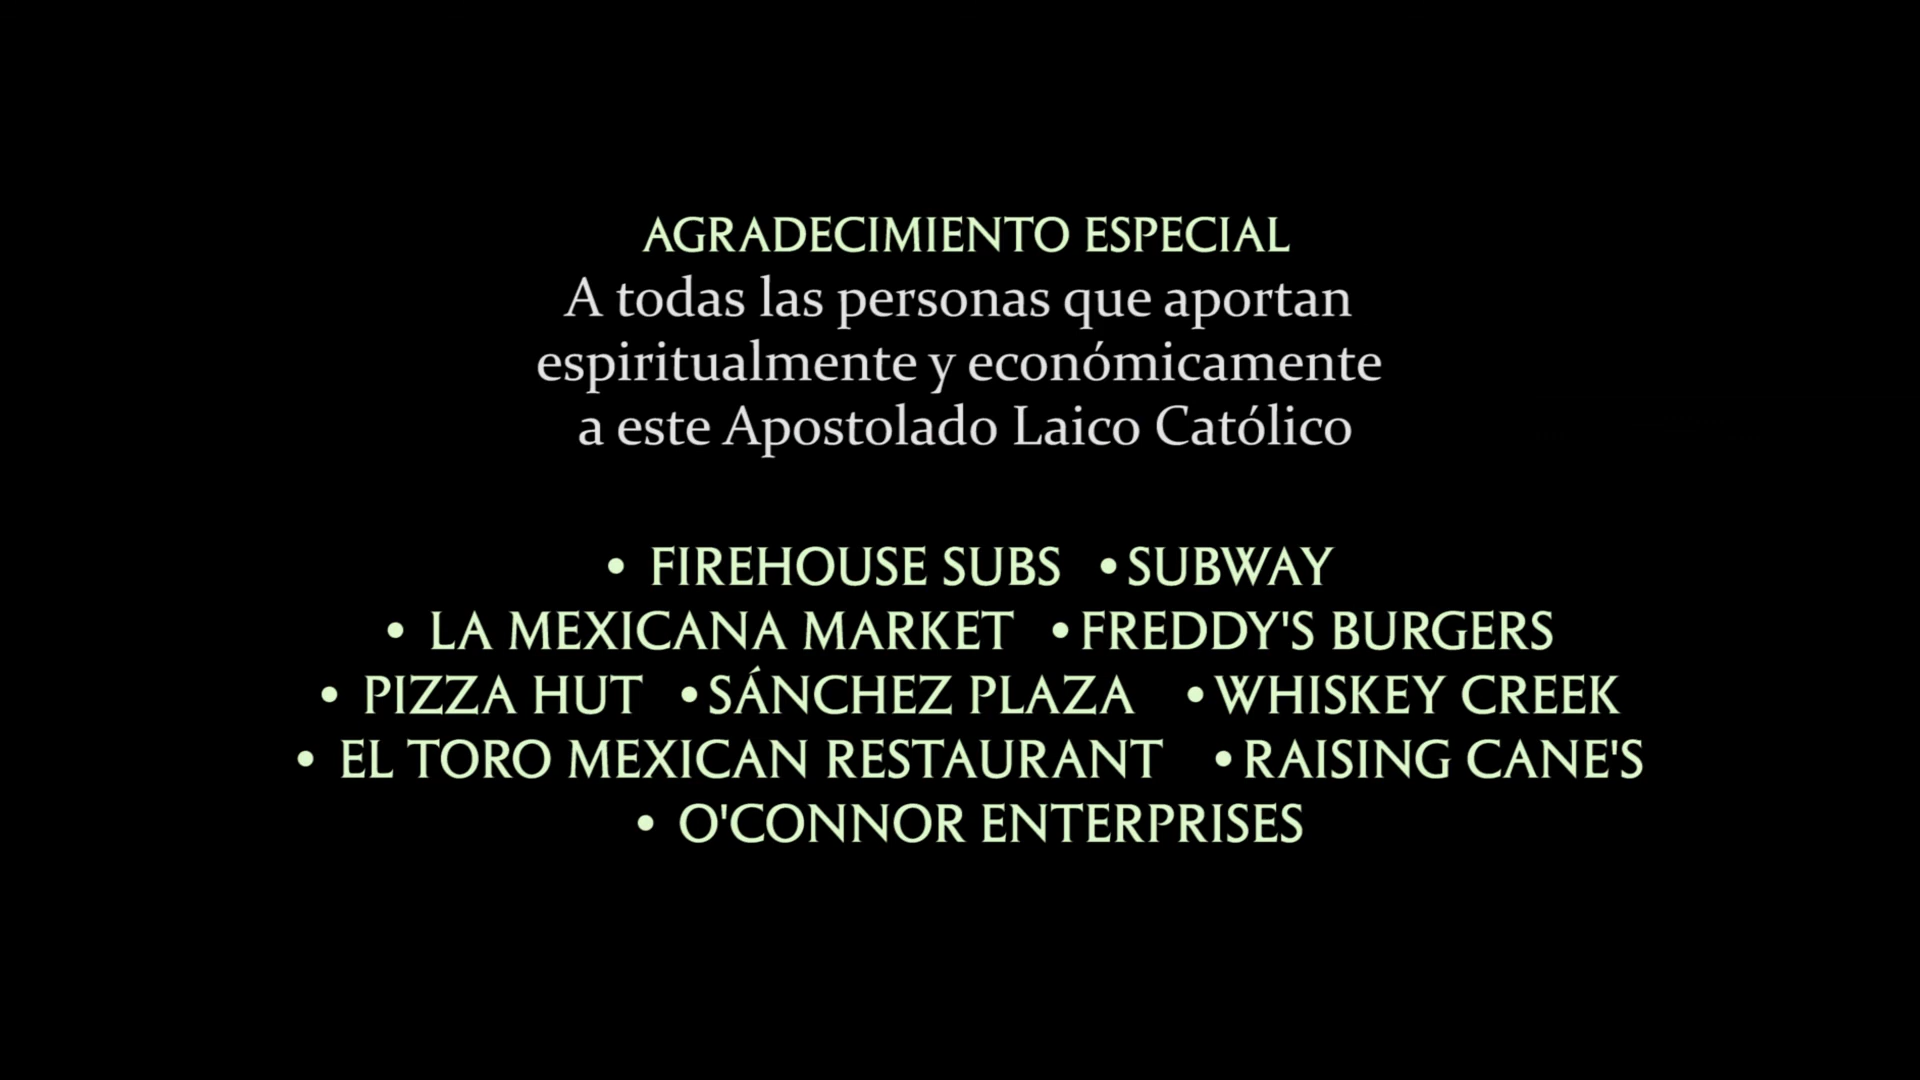 AGRADECIMIENTO ESPECIAL
A todas las personas que aportan
espiritualmente y económicamente
a este Apostolado Laico Católico
• FIREHOUSE SUBS • SUBWAY
• LA MEXICANA MARKET • FREDDY'S BURGERS
• PIZZA HUT • SÁNCHEZ PLAZA • WHISKEY CREEK
• EL TORO MEXICAN RESTAURANT • RAISING CANE'S
• O'CONNOR ENTERPRISES